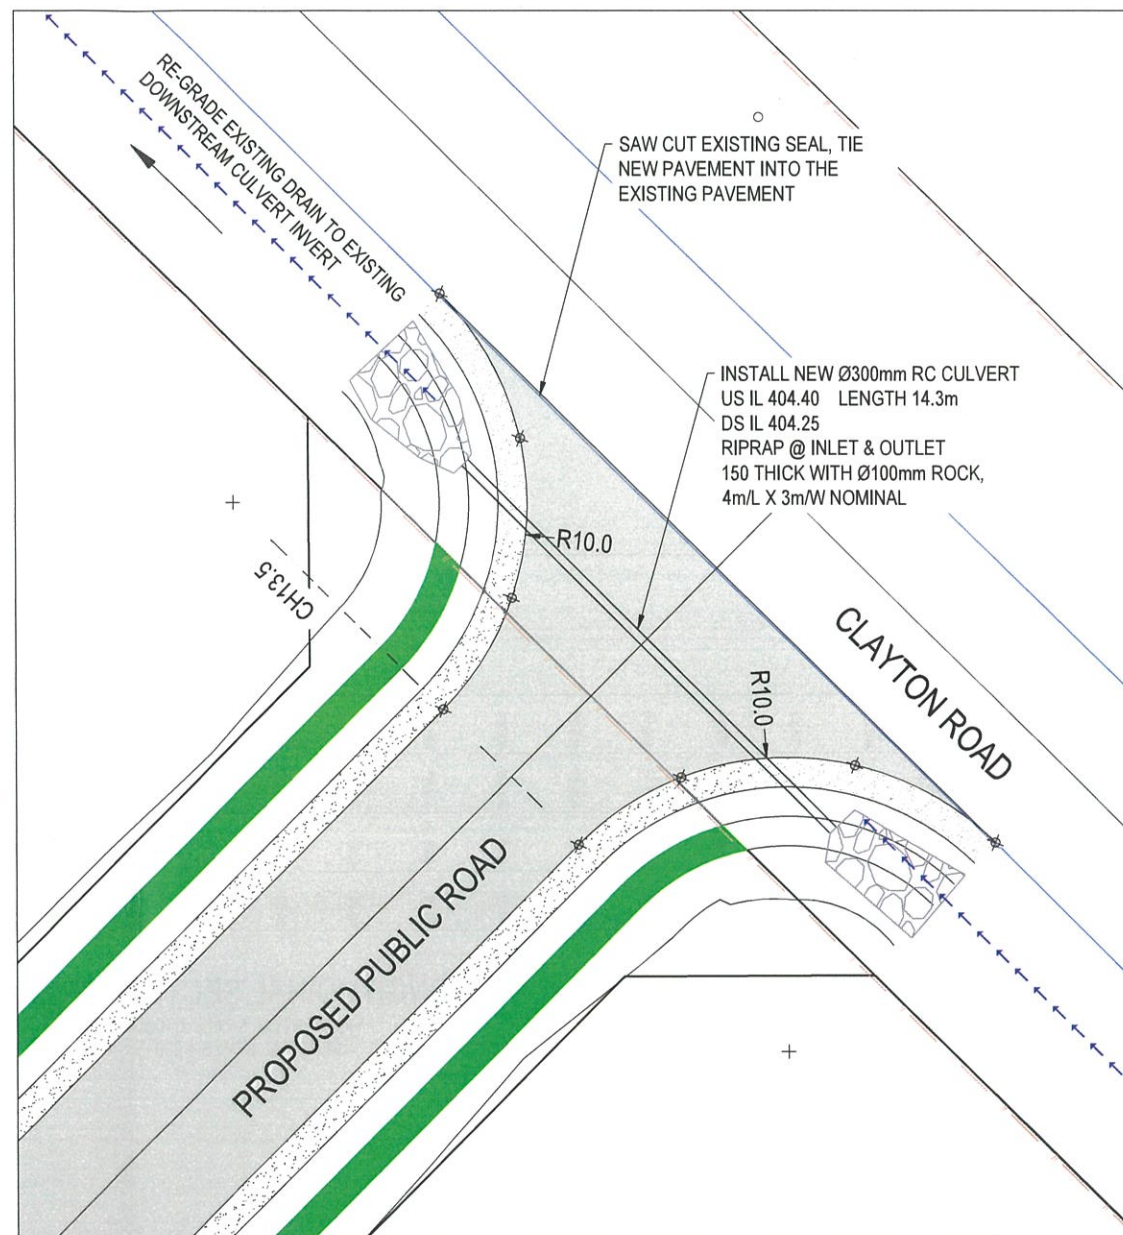 RE-GRADE EXISTING DRAIN TO EXISTING
DOWNSTREAM CULVERT INVERT
SAW CUT EXISTING SEAL, TIE
NEW PAVEMENT INTO THE
EXISTING PAVEMENT
INSTALL NEW Ø300mm RC CULVERT
US IL 404.40 LENGTH 14.3m
DS IL 404.25
RIPRAP @ INLET & OUTLET
150 THICK WITH Ø100mm ROCK,
4m/L X 3m/W NOMINAL
R10.0
CH13.5
R10.0
CLAYTON ROAD
PROPOSED PUBLIC ROAD